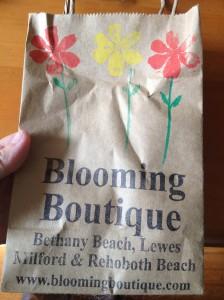 Blooming
Boutique
Bethany Beach, Lewes
Milford & Rehoboth Beach
www.bloomingboutique.com